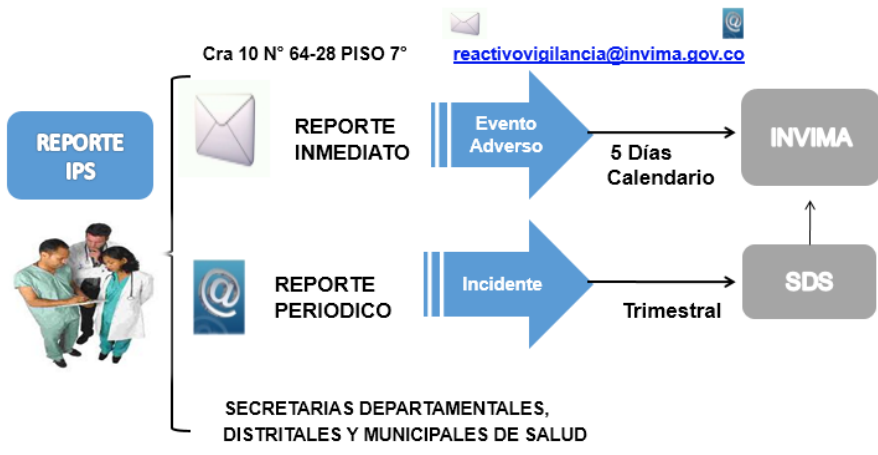 Cra 10 N° 64-28 PISO 7°
reactivovigilancia@invima.gov.co
REPORTE
IPS
REPORTE
INMEDIATO
Evento
Adverso
5 Días
Calendario
INVIMA
REPORTE
PERIODICO
Incidente
Trimestral
SDS
SECRETARIAS DEPARTAMENTALES,
DISTRITALES Y MUNICIPALES DE SALUD